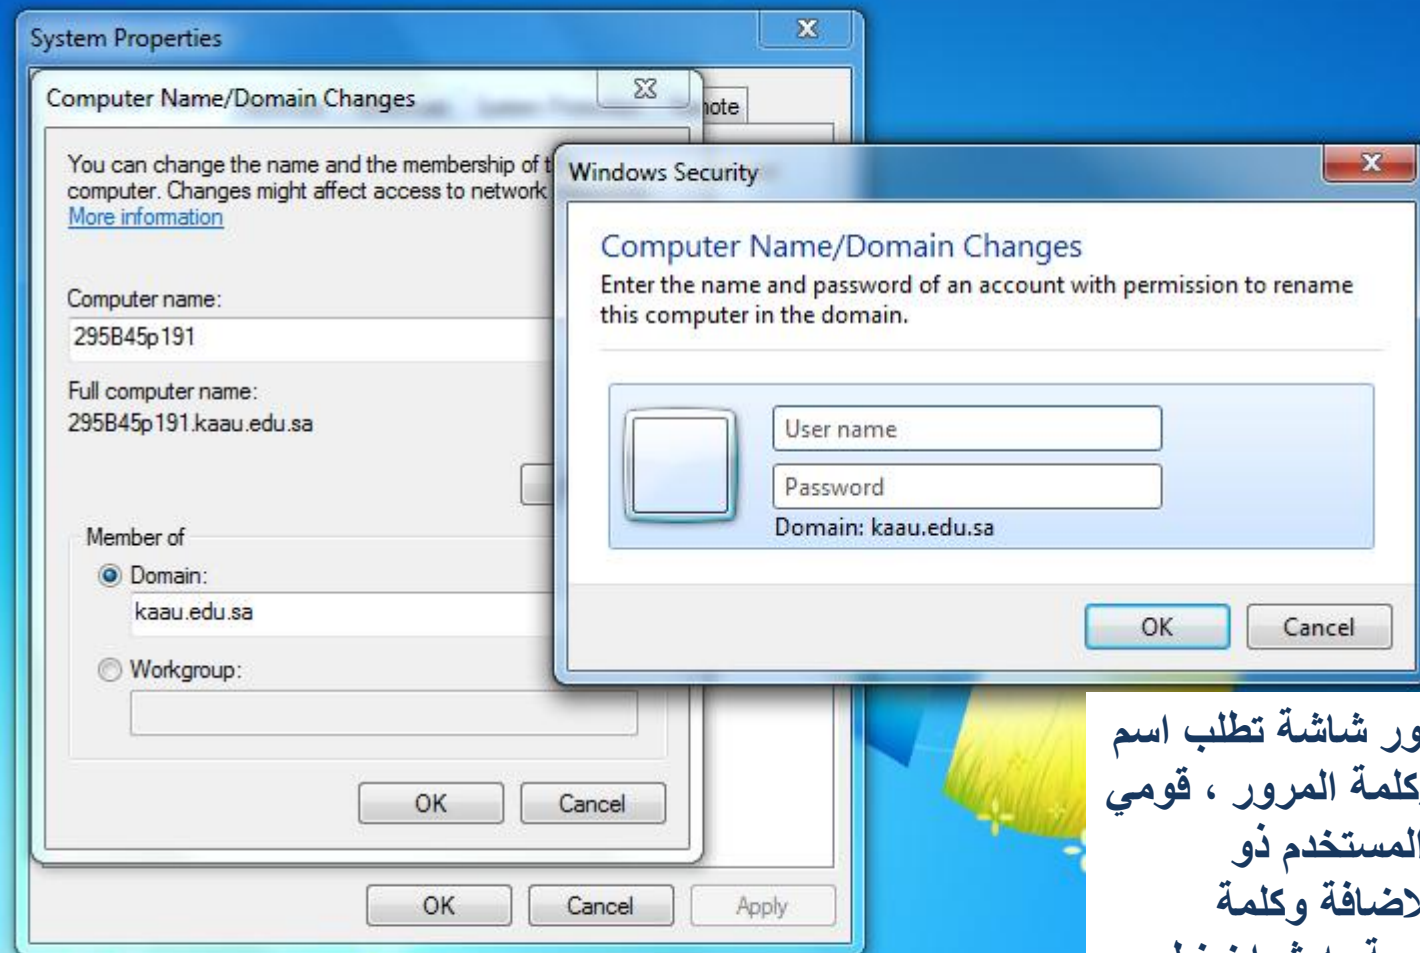 System Properties
Computer Name/Domain Changes
You can change the name and the membership of
computer. Changes might affect access to network
More information
Computer name:
295B45p191
Full computer name:
295B45p191.kaau.edu.sa
Member of
Domain:
kaau.edu.sa
Workgroup:
OK
Cancel
OK
Cancel
Apply
Windows Security
Computer Name/Domain Changes
Enter the name and password of an account with permission to rename
this computer in the domain.
User name
Password
Domain: kaau.edu.sa
OK
Cancel
شاشة تطلب اسم
المرور ، قومي
المستخدم ذو
وكلمة